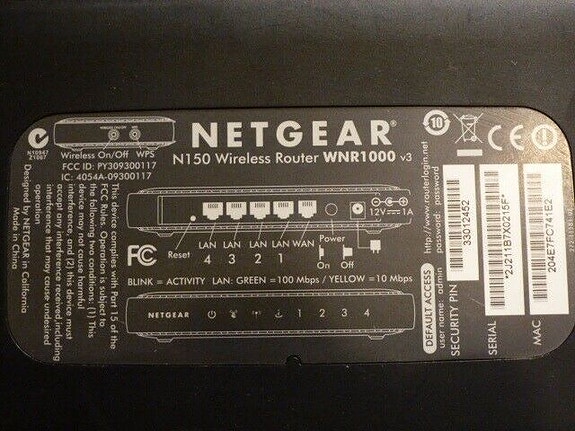 N10947
Z1067
WIRELESS ON/OFF WPS
Wireless On/Off WPS
FCC ID: PY309300117
IC: 4054A-09300117
NETGEAR®
N150 Wireless Router WNR1000 v3
10
12V 1A
Reset
LAN LAN LAN LAN WAN Power
4 3 2 1
On Off
FC
BLINK = ACTIVITY LAN: GREEN = 100 Mbps / YELLOW = 10 Mbps
NETGEAR 1 2 3 4
This device complies with Part 15 of the
FCC Rules. Operation is subject to
the following two conditions: (1) This
device may not cause harmful
interference, and (2) this device must
accept any interference received,including
interference that may cause undesired
operation
Designed by NETGEAR in California
Made in China
DEFAULT ACCESS http://www.routerlogin.net
user name: admin password: password
SECURITY PIN
33012452
SERIAL
*2J211B7X0215F*
MAC
204E7FC741E2